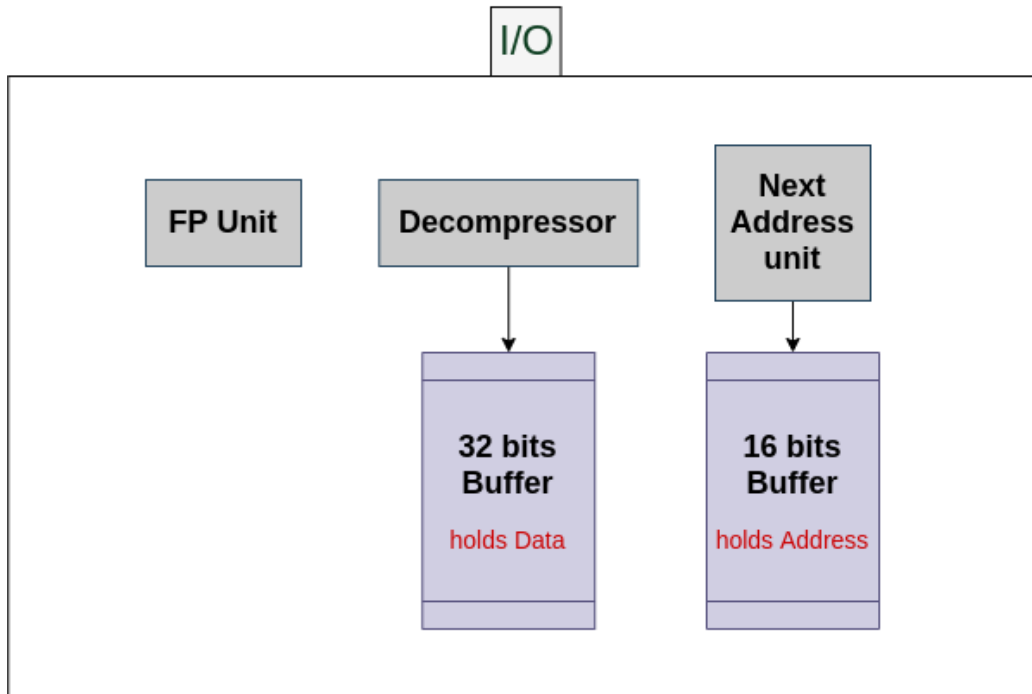 I/O
FP Unit
Decompressor
Next
Address
unit
32 bits
Buffer
holds Data
16 bits
Buffer
holds Address